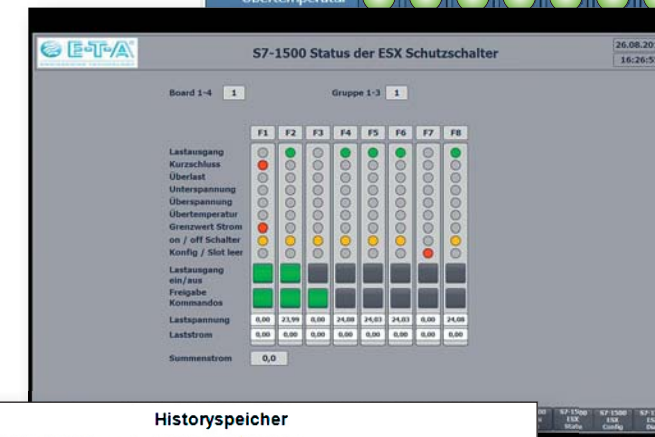 Übertemperatur
E-T-A
S7-1500 Status der ESX Schutzschalter
26.08.20
16:26:5
Board 1-4 1 Gruppe 1-3 1
F1 F2 F3 F4 F5 F6 F7 F8
Lastausgang
Kurzschluss
Überlast
Unterspannung
Überspannung
Übertemperatur
Grenzwert Strom
on / off Schalter
Konfig / Slot leer
Lastausgang
ein/aus
Freigabe
Kommandos
Lastspannung 0,00 23,99 0,00 24,08 24,03 24,03 0,00 24,08
Laststrom 0,00 0,00 0,00 0,00 0,00 0,00 0,00 0,00
Summenstrom 0,0
S7-1500 ESX Status
S7-1500 ESX Config
Historyspeicher